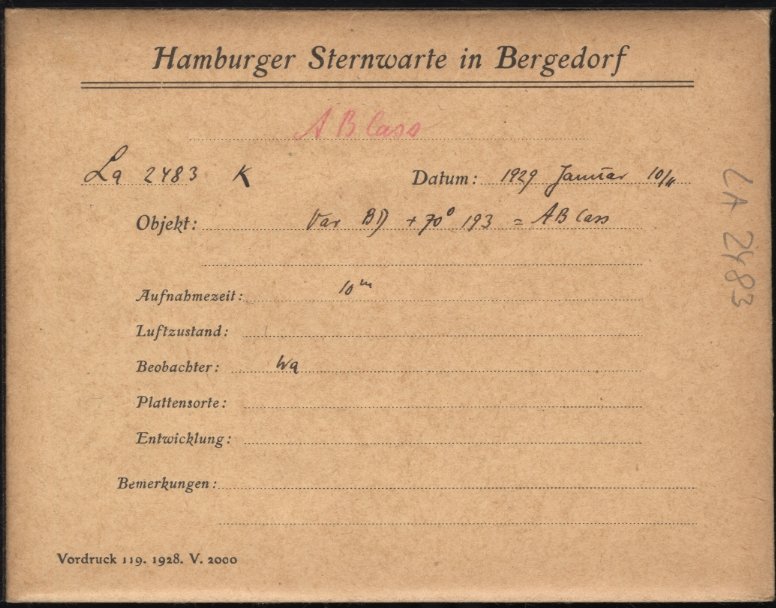 Hamburger Sternwarte in Bergedorf
AB Cass
La 2483 K
Datum: 1929 Januar 10/11
Objekt: Var BD +70° 193 = AB Cass
Aufnahmezeit: 10ᵐ
Luftzustand:
Beobachter: Wa
Plattensorte:
Entwicklung:
Bemerkungen:
Vordruck 119. 1928. V. 2000
LA 2483